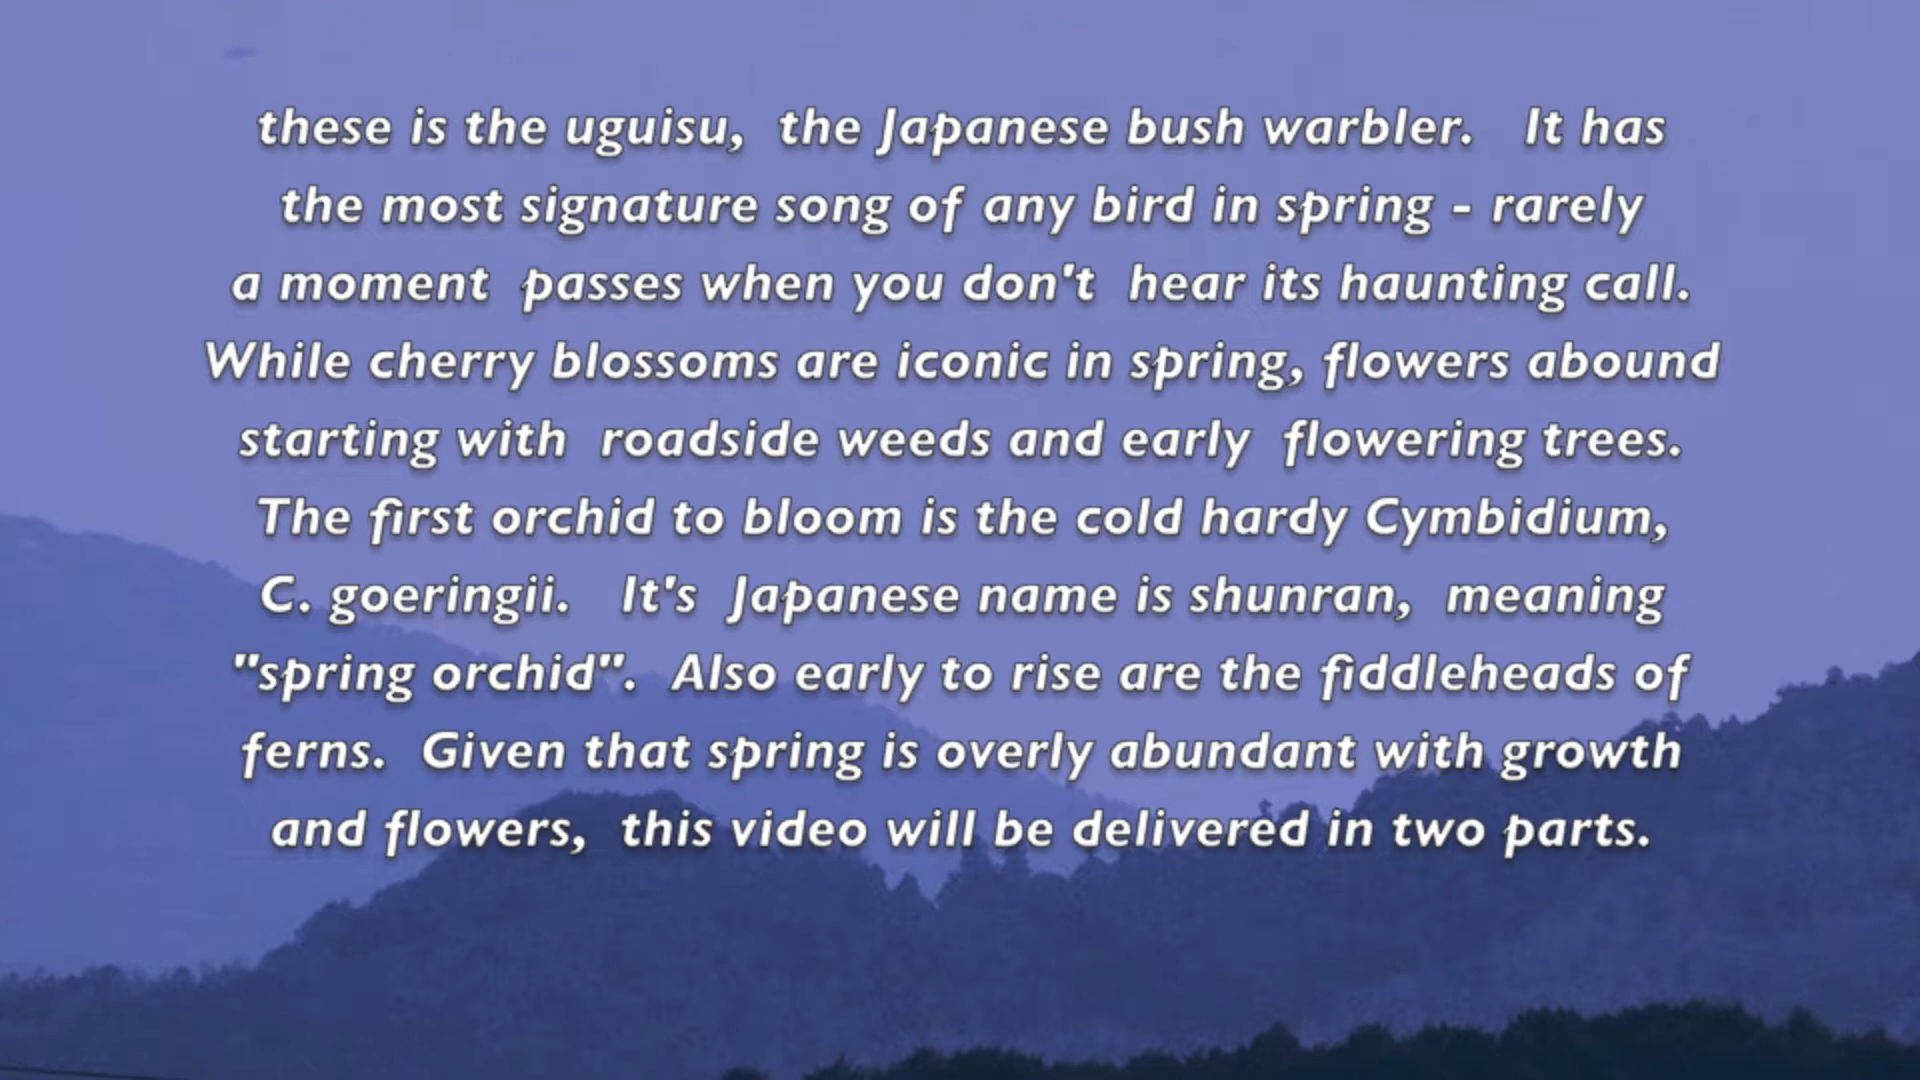 these is the uguisu, the Japanese bush warbler. It has
the most signature song of any bird in spring - rarely
a moment passes when you don't hear its haunting call.
While cherry blossoms are iconic in spring, flowers abound
starting with roadside weeds and early flowering trees.
The first orchid to bloom is the cold hardy Cymbidium,
C. goeringii. It's Japanese name is shunran, meaning
"spring orchid". Also early to rise are the fiddleheads of
ferns. Given that spring is overly abundant with growth
and flowers, this video will be delivered in two parts.